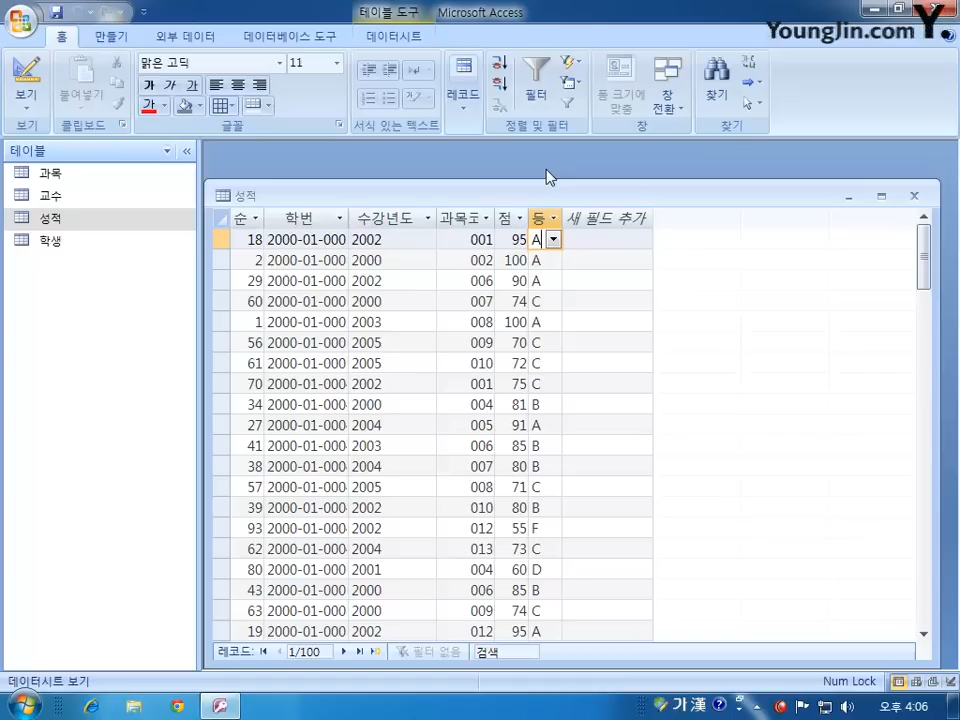 테이블 도구 Microsoft Access
YoungJin.com Y.
홈 만들기 외부 데이터 데이터베이스 도구 데이터시트
맑은 고딕 11
보기 붙여넣기 가 가 가 레코드 필터 폼 크기에 맞춤 창 전환 찾기
보기 클립보드 글꼴 서식 있는 텍스트 정렬 및 필터 창 찾기
테이블
과목
교수
성적
학생
성적
순 학번 수강년도 과목코 점 등 새 필드 추가
18 2000-01-000 2002 001 95 A
2 2000-01-000 2000 002 100 A
29 2000-01-000 2002 006 90 A
60 2000-01-000 2000 007 74 C
1 2000-01-000 2003 008 100 A
56 2000-01-000 2005 009 70 C
61 2000-01-000 2005 010 72 C
70 2000-01-000 2002 001 75 C
34 2000-01-000 2000 004 81 B
27 2000-01-000 2004 005 91 A
41 2000-01-000 2003 006 85 B
38 2000-01-000 2004 007 80 B
57 2000-01-000 2005 008 71 C
39 2000-01-000 2002 010 80 B
93 2000-01-000 2002 012 55 F
62 2000-01-000 2004 013 73 C
80 2000-01-000 2001 004 60 D
43 2000-01-000 2000 006 85 B
63 2000-01-000 2000 009 74 C
19 2000-01-000 2002 012 95 A
레코드: 1/100 필터 없음 검색
데이터시트 보기 Num Lock
가 漢 오후 4:06